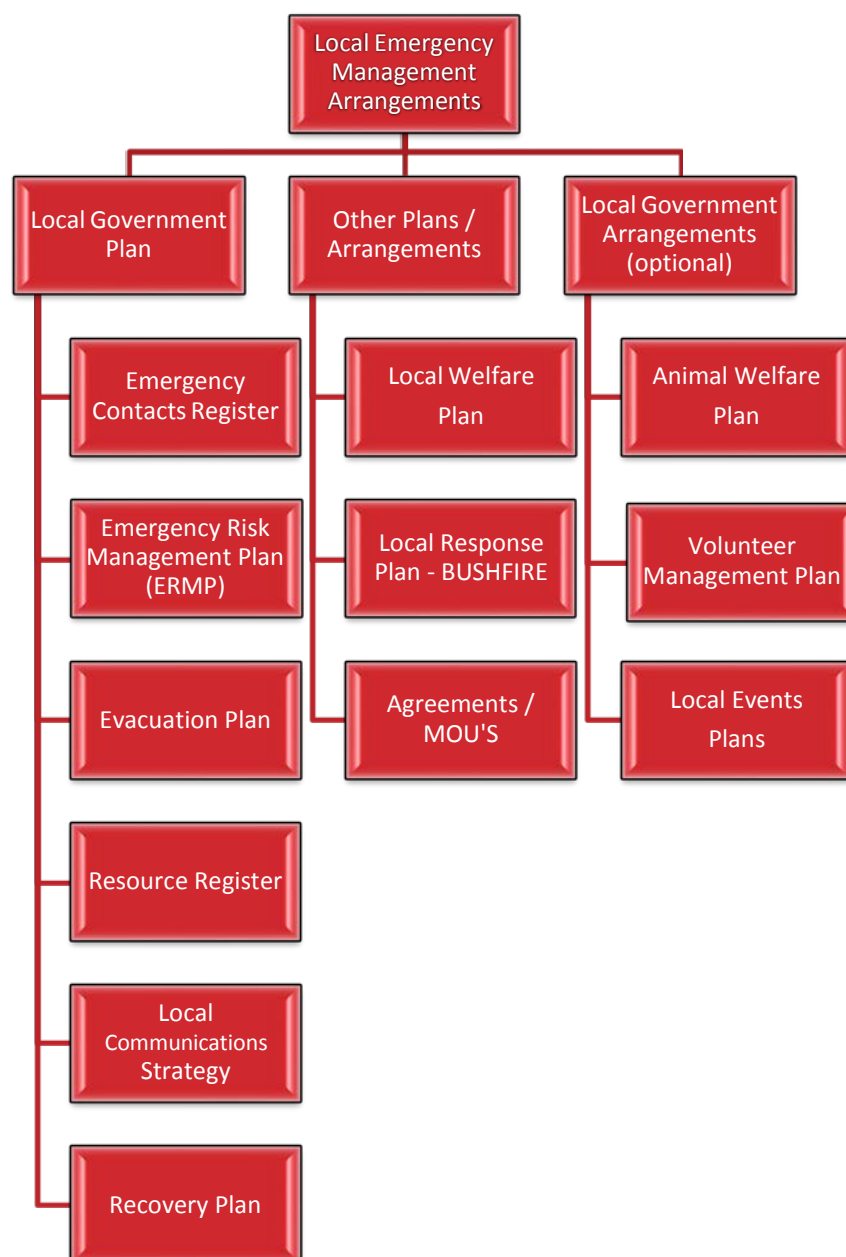 Local Emergency
Management
Arrangements
Local Government
Plan
Other Plans /
Arrangements
Local Government
Arrangements
(optional)
Emergency
Contacts Register
Emergency Risk
Management Plan
(ERMP)
Evacuation Plan
Resource Register
Local
Communications
Strategy
Recovery Plan
Local Welfare
Plan
Local Response
Plan - BUSHFIRE
Agreements /
MOU'S
Animal Welfare
Plan
Volunteer
Management Plan
Local Events
Plans